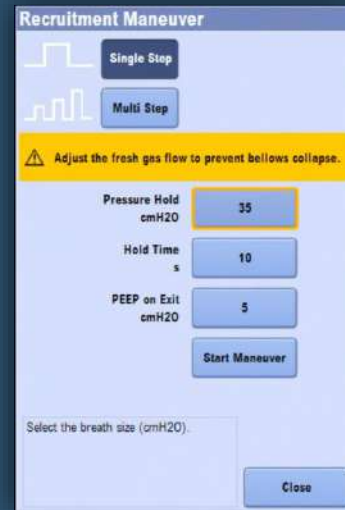 Recruitment Maneuver
Single Step
Multi Step
Adjust the fresh gas flow to prevent bellows collapse.
Pressure Hold
cmH2O
35
Hold Time
s
10
PEEP on Exit
cmH2O
5
Start Maneuver
Select the breath size (cmH2O).
Close